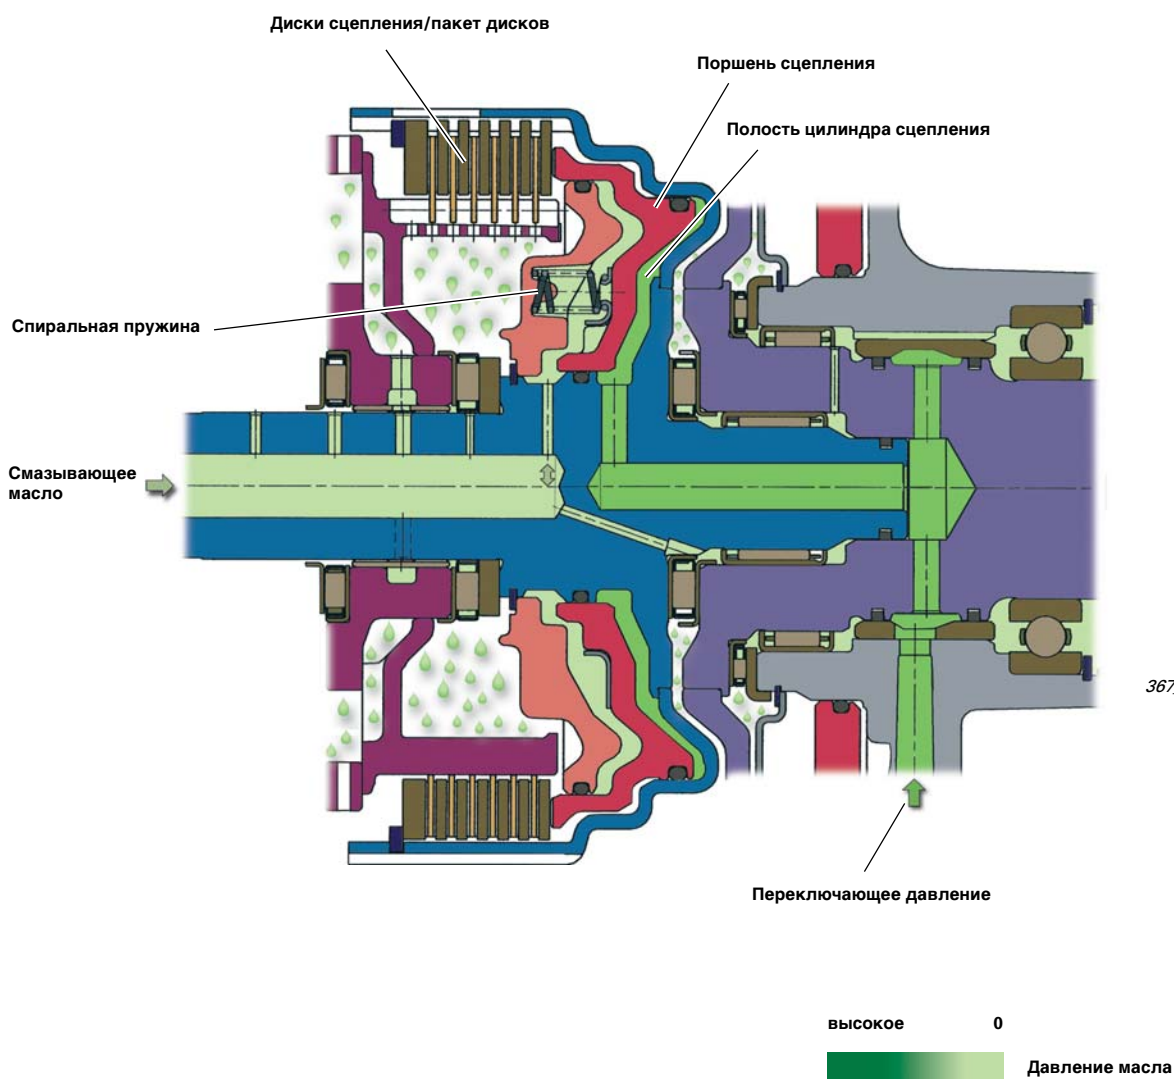 Диски сцепления/пакет дисков
Поршень сцепления
Полость цилиндра сцепления
Спиральная пружина
Смазывающее
масло
367
Переключающее давление
высокое 0
Давление масла